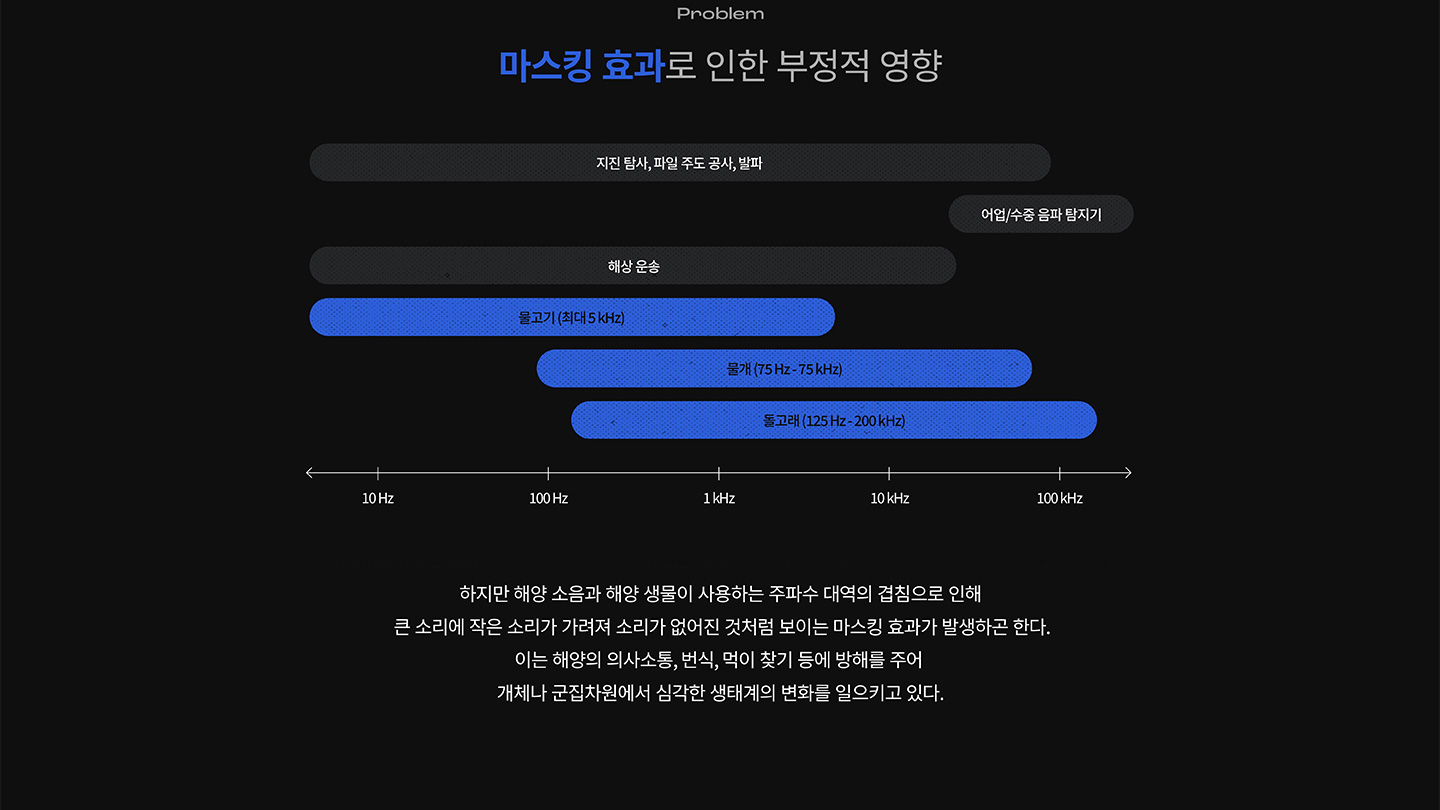 Problem
마스킹 효과로 인한 부정적 영향
지진 탐사, 파일 주도 공사, 발파
어업/수중 음파 탐지기
해상 운송
물고기 (최대 5 kHz)
물개 (75 Hz - 75 kHz)
돌고래 (125 Hz - 200 kHz)
10 Hz 100 Hz 1 kHz 10 kHz 100 kHz
하지만 해양 소음과 해양 생물이 사용하는 주파수 대역의 겹침으로 인해
큰 소리에 작은 소리가 가려져 소리가 없어진 것처럼 보이는 마스킹 효과가 발생하곤 한다.
이는 해양의 의사소통, 번식, 먹이 찾기 등에 방해를 주어
개체나 군집차원에서 심각한 생태계의 변화를 일으키고 있다.